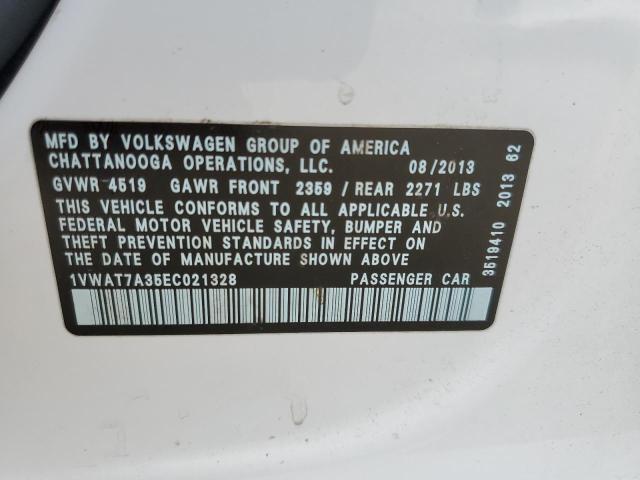 MFD BY VOLKSWAGEN GROUP OF AMERICA
CHATTANOOGA OPERATIONS, LLC. 08/2013
GVWR 4519 GAWR FRONT 2359 / REAR 2271 LBS
THIS VEHICLE CONFORMS TO ALL APPLICABLE U.S.
FEDERAL MOTOR VEHICLE SAFETY, BUMPER AND
THEFT PREVENTION STANDARDS IN EFFECT ON
THE DATE OF MANUFACTURE SHOWN ABOVE.
1VWAT7A35EC021328 PASSENGER CAR
3519410 2013 62